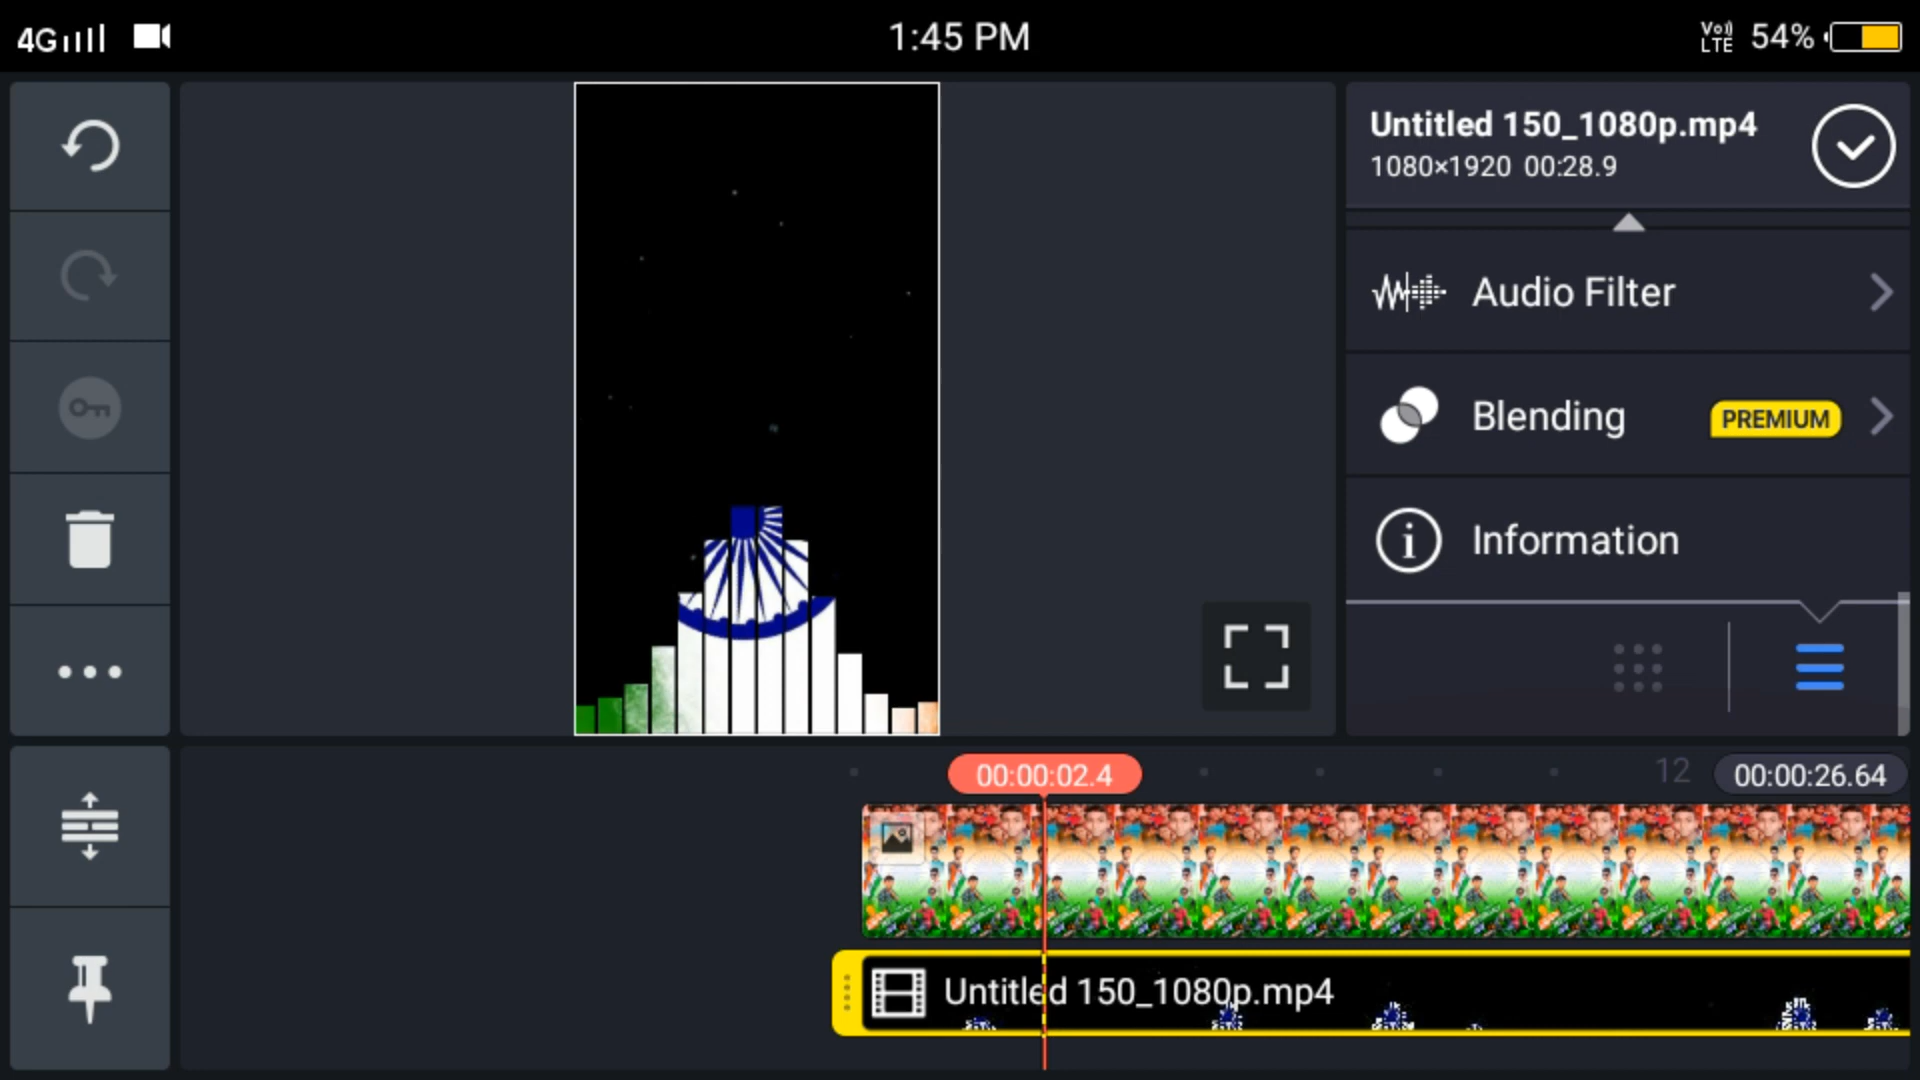 4G
1:45 PM
Vo))
LTE
54%
Untitled 150_1080p.mp4
1080×1920 00:28.9
Audio Filter
Blending
PREMIUM
Information
00:00:02.4
12
00:00:26.64
Untitled 150_1080p.mp4